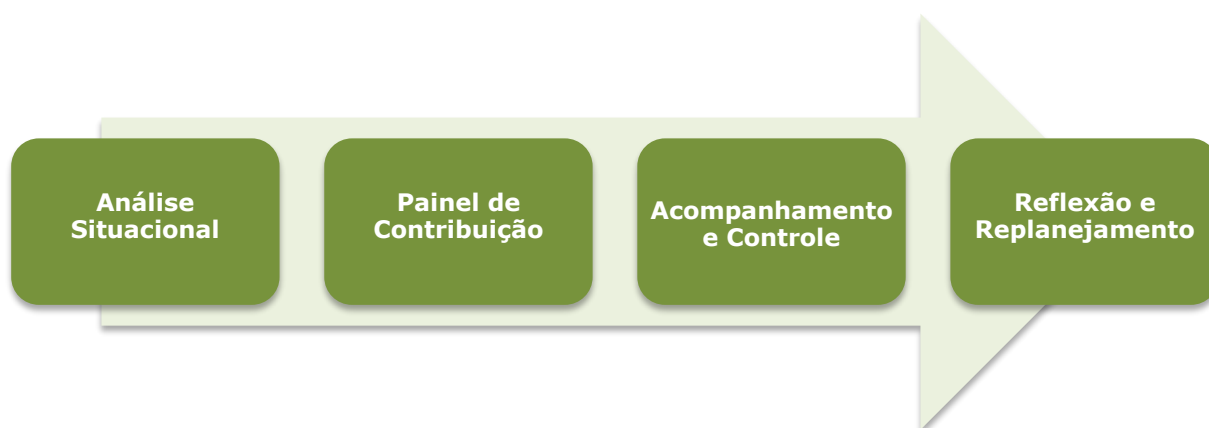 Análise
Situacional
Painel de
Contribuição
Acompanhamento
e Controle
Reflexão e
Replanejamento